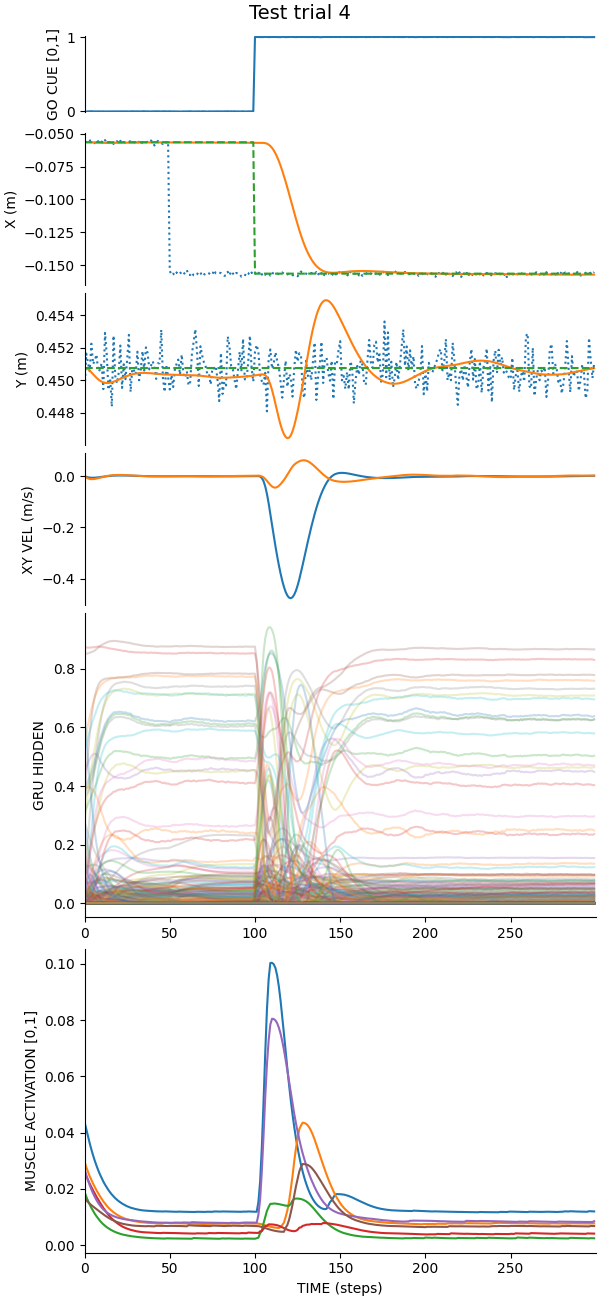 Test trial 4
GO CUE [0,1]
1
0
X (m)
−0.050
−0.075
−0.100
−0.125
−0.150
Y (m)
0.454
0.452
0.450
0.448
XY VEL (m/s)
0.0
−0.2
−0.4
GRU HIDDEN
0.8
0.6
0.4
0.2
0.0
0 50 100 150 200 250
MUSCLE ACTIVATION [0,1]
0.10
0.08
0.06
0.04
0.02
0.00
0 50 100 150 200 250
TIME (steps)